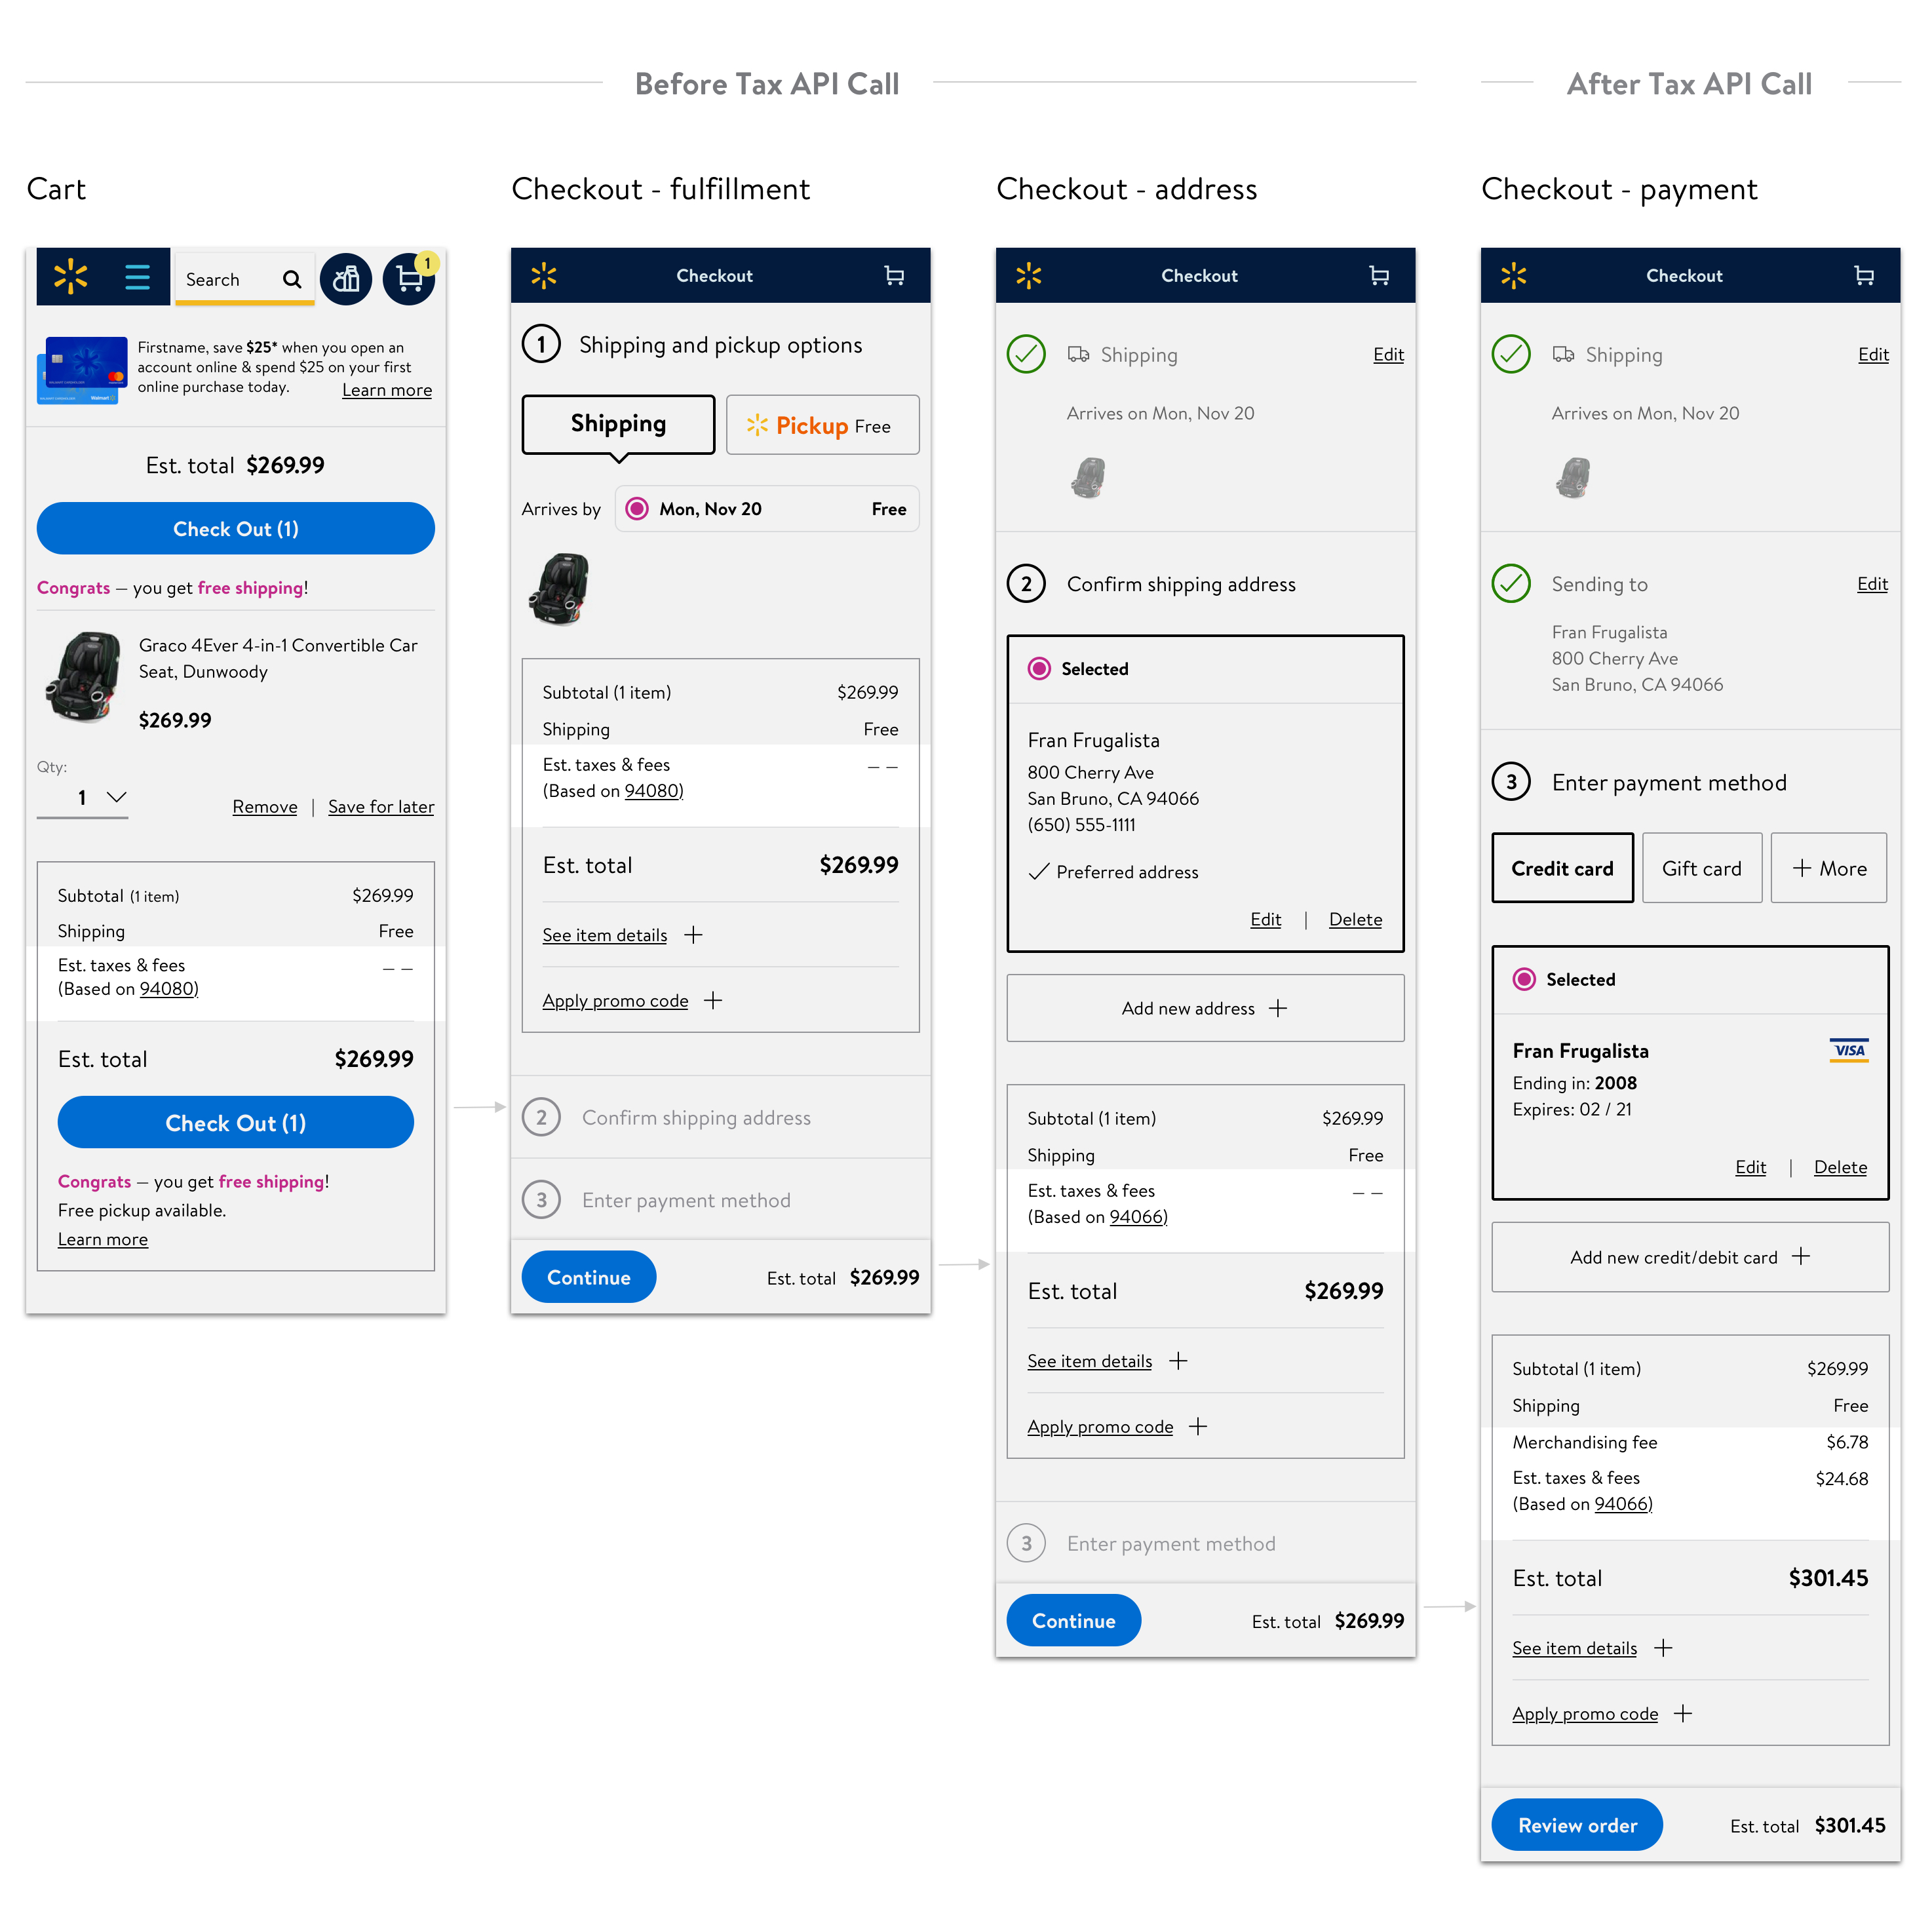 Before Tax API Call
After Tax API Call
Cart
Search
1
Firstname, save $25* when you open an
account online & spend $25 on your first
online purchase today.
Learn more
Est. total $269.99
Check Out (1)
Congrats – you get free shipping!
Graco 4Ever 4-in-1 Convertible Car
Seat, Dunwoody
$269.99
Qty:
1
Remove | Save for later
Subtotal (1 item) $269.99
Shipping Free
Est. taxes & fees – –
(Based on 94080)
Est. total $269.99
Check Out (1)
Congrats – you get free shipping!
Free pickup available.
Learn more
Checkout - fulfillment
Checkout
1 Shipping and pickup options
Shipping
Pickup Free
Arrives by Mon, Nov 20 Free
Subtotal (1 item) $269.99
Shipping Free
Est. taxes & fees – –
(Based on 94080)
Est. total $269.99
See item details +
Apply promo code +
2 Confirm shipping address
3 Enter payment method
Continue Est. total $269.99
Checkout - address
Checkout
Shipping Edit
Arrives on Mon, Nov 20
2 Confirm shipping address
Selected
Fran Frugalista
800 Cherry Ave
San Bruno, CA 94066
(650) 555-1111
Preferred address
Edit | Delete
Add new address +
Subtotal (1 item) $269.99
Shipping Free
Est. taxes & fees – –
(Based on 94066)
Est. total $269.99
See item details +
Apply promo code +
3 Enter payment method
Continue Est. total $269.99
Checkout - payment
Checkout
Shipping Edit
Arrives on Mon, Nov 20
Sending to Edit
Fran Frugalista
800 Cherry Ave
San Bruno, CA 94066
3 Enter payment method
Credit card
Gift card
+ More
Selected
Fran Frugalista VISA
Ending in: 2008
Expires: 02 / 21
Edit | Delete
Add new credit/debit card +
Subtotal (1 item) $269.99
Shipping Free
Merchandising fee $6.78
Est. taxes & fees $24.68
(Based on 94066)
Est. total $301.45
See item details +
Apply promo code +
Review order Est. total $301.45